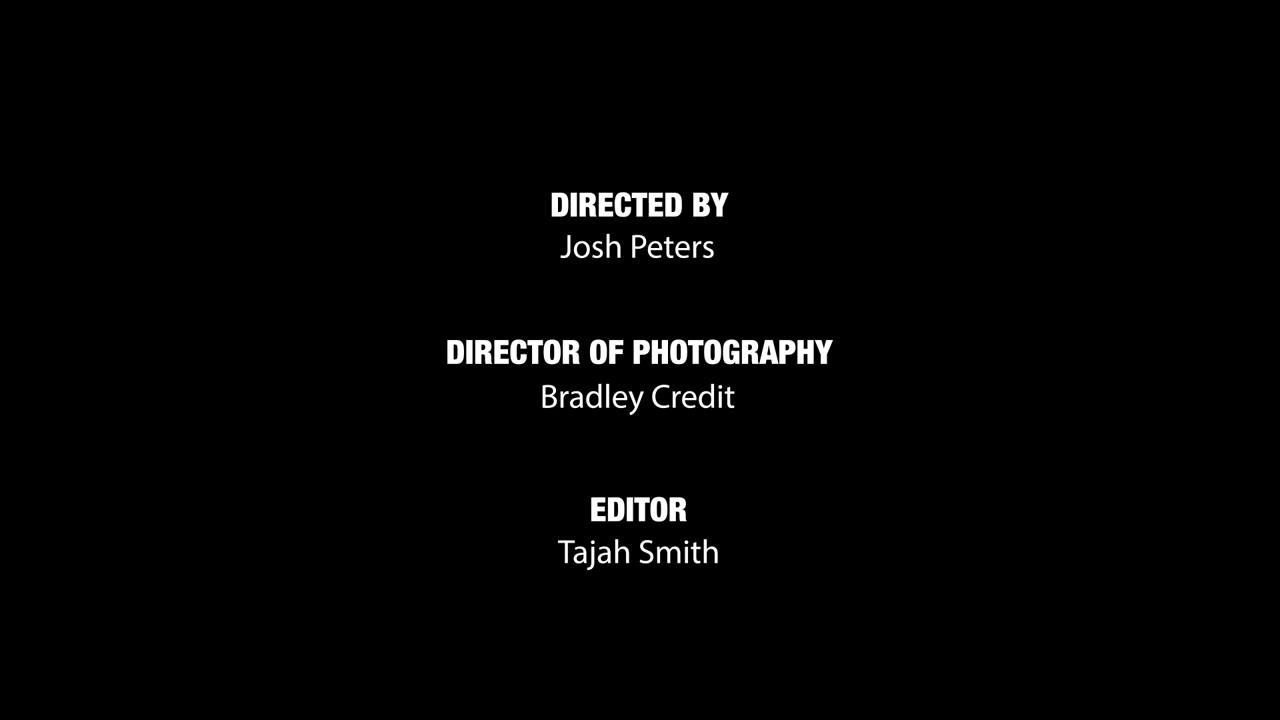 DIRECTED BY
Josh Peters
DIRECTOR OF PHOTOGRAPHY
Bradley Credit
EDITOR
Tajah Smith